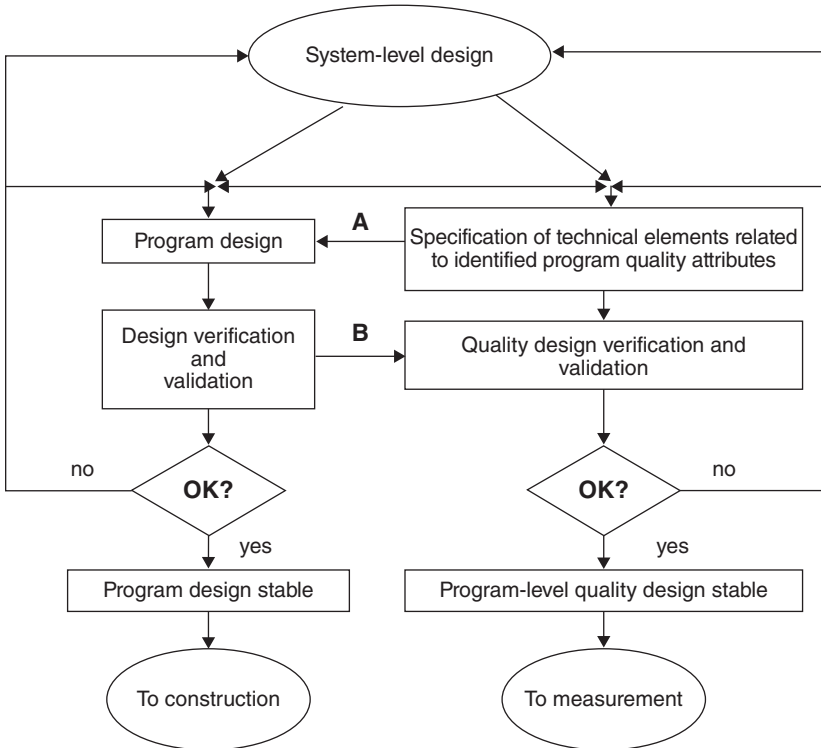 System-level design
A
Program design
Specification of technical elements related
to identified program quality attributes
Design verification
and
validation
B
Quality design verification and
validation
no
OK?
yes
OK?
no
yes
Program design stable
Program-level quality design stable
To construction
To measurement